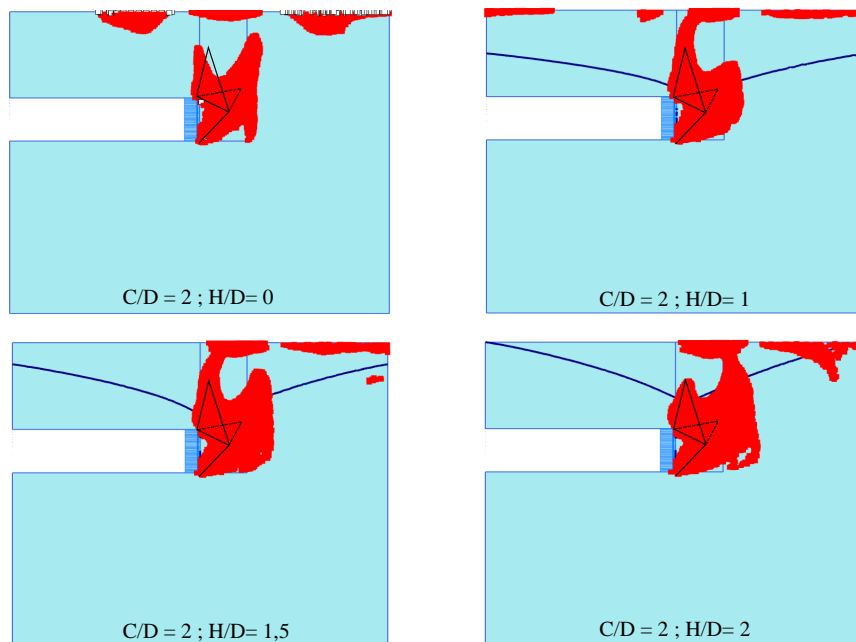 C/D = 2 ; H/D= 0
C/D = 2 ; H/D= 1
C/D = 2 ; H/D= 1,5
C/D = 2 ; H/D= 2